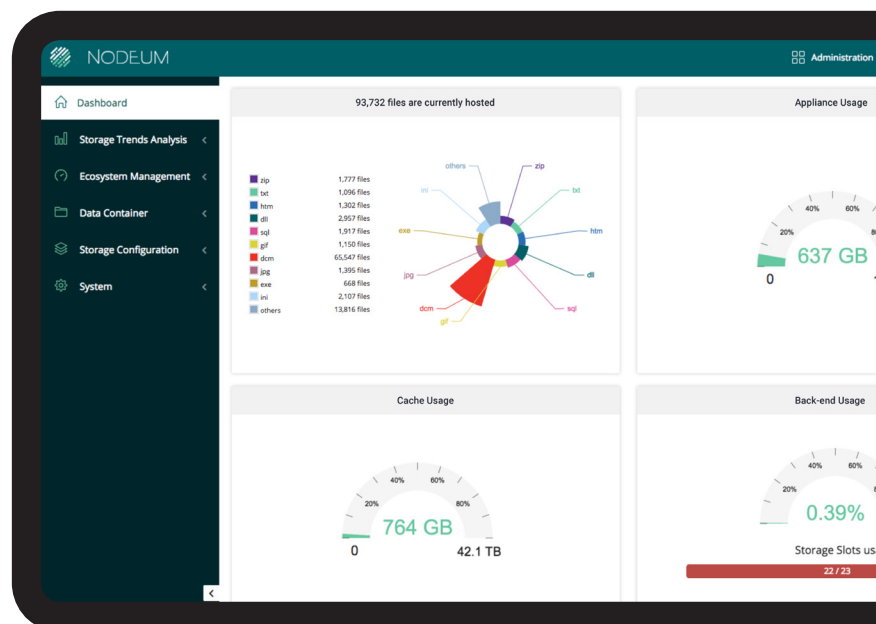 NODEUM
Administration
Dashboard
Storage Trends Analysis
Ecosystem Management
Data Container
Storage Configuration
System
93,732 files are currently hosted
zip 1,777 files
txt 1,096 files
htm 1,302 files
dll 2,957 files
sql 1,917 files
gif 1,150 files
dcm 65,547 files
jpg 1,395 files
exe 668 files
ini 2,107 files
others 13,816 files
others
zip
ini
txt
exe
htm
jpg
dll
dcm
sql
gif
Appliance Usage
20%
40%
60%
637 GB
0
Cache Usage
20%
40%
60%
80%
764 GB
0
42.1 TB
Back-end Usage
20%
40%
60%
0.39%
Storage Slots us
22 / 23